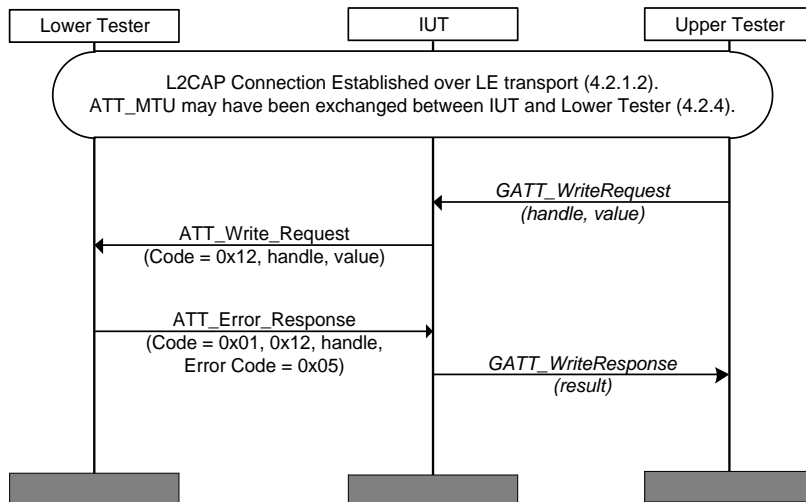 Lower Tester
IUT
Upper Tester
L2CAP Connection Established over LE transport (4.2.1.2).
ATT_MTU may have been exchanged between IUT and Lower Tester (4.2.4).
GATT_WriteRequest
(handle, value)
ATT_Write_Request
(Code = 0x12, handle, value)
ATT_Error_Response
(Code = 0x01, 0x12, handle,
Error Code = 0x05)
GATT_WriteResponse
(result)